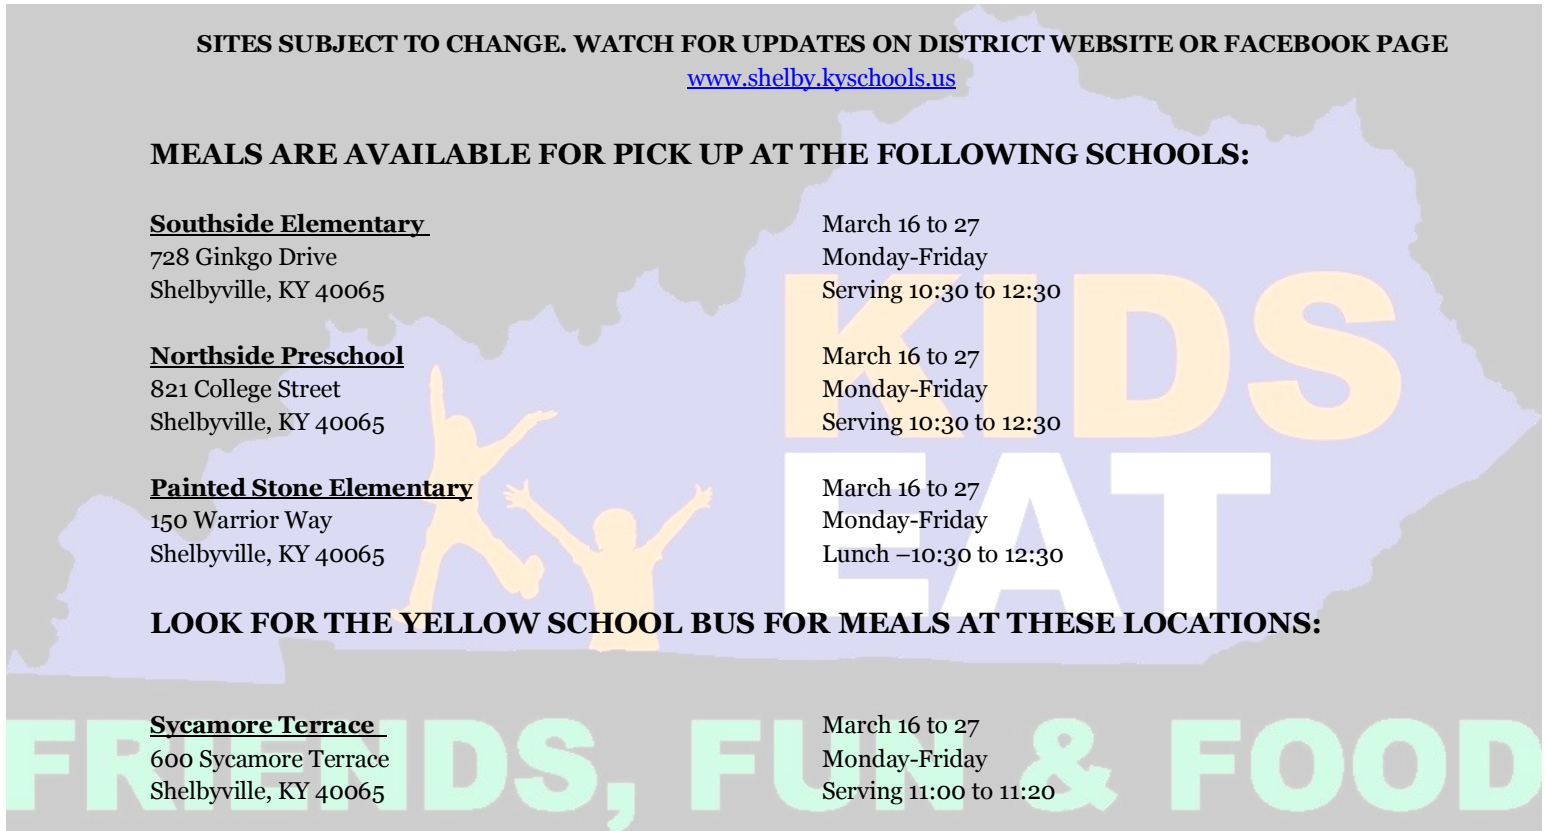 SITES SUBJECT TO CHANGE. WATCH FOR UPDATES ON DISTRICT WEBSITE OR FACEBOOK PAGE
www.shelby.kyschools.us
MEALS ARE AVAILABLE FOR PICK UP AT THE FOLLOWING SCHOOLS:
Southside Elementary March 16 to 27
728 Ginkgo Drive Monday-Friday
Shelbyville, KY 40065 Serving 10:30 to 12:30
Northside Preschool March 16 to 27
821 College Street Monday-Friday
Shelbyville, KY 40065 Serving 10:30 to 12:30
Painted Stone Elementary March 16 to 27
150 Warrior Way Monday-Friday
Shelbyville, KY 40065 Lunch –10:30 to 12:30
KIDS
EAT
LOOK FOR THE YELLOW SCHOOL BUS FOR MEALS AT THESE LOCATIONS:
Sycamore Terrace March 16 to 27
600 Sycamore Terrace Monday-Friday
Shelbyville, KY 40065 Serving 11:00 to 11:20
FRIENDS, FUN & FOOD